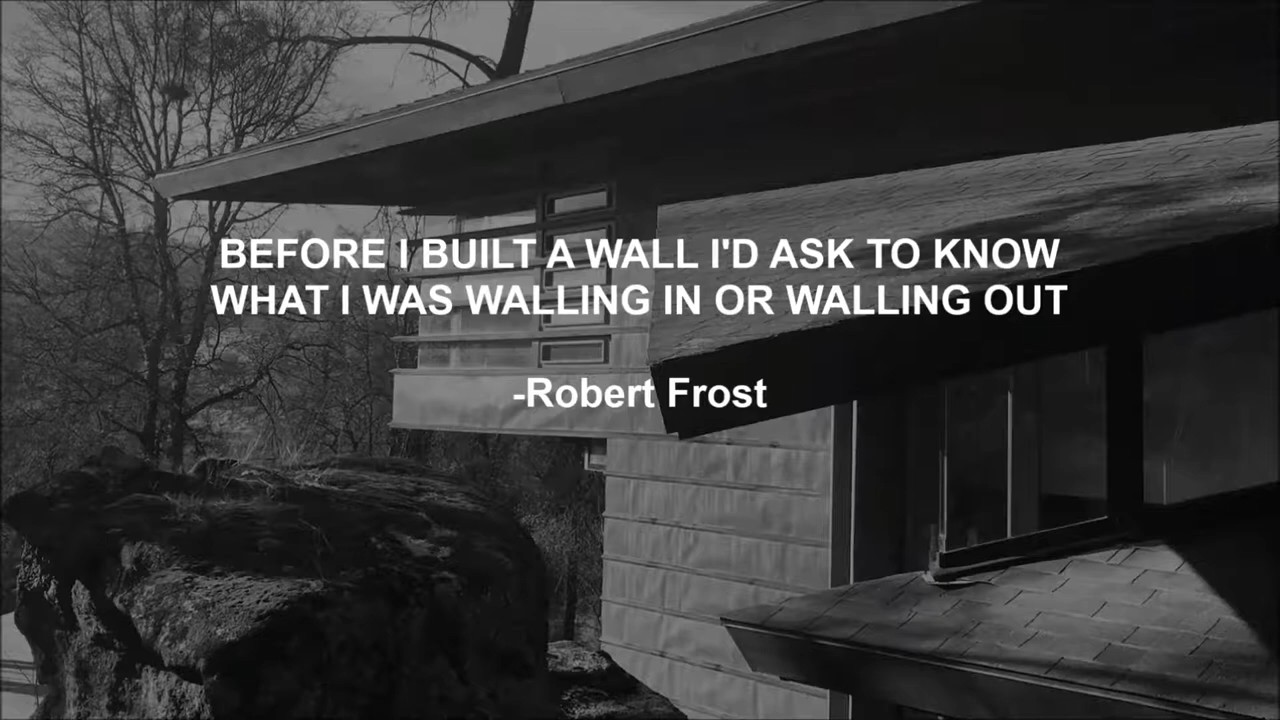 BEFORE I BUILT A WALL I'D ASK TO KNOW
WHAT I WAS WALLING IN OR WALLING OUT
-Robert Frost